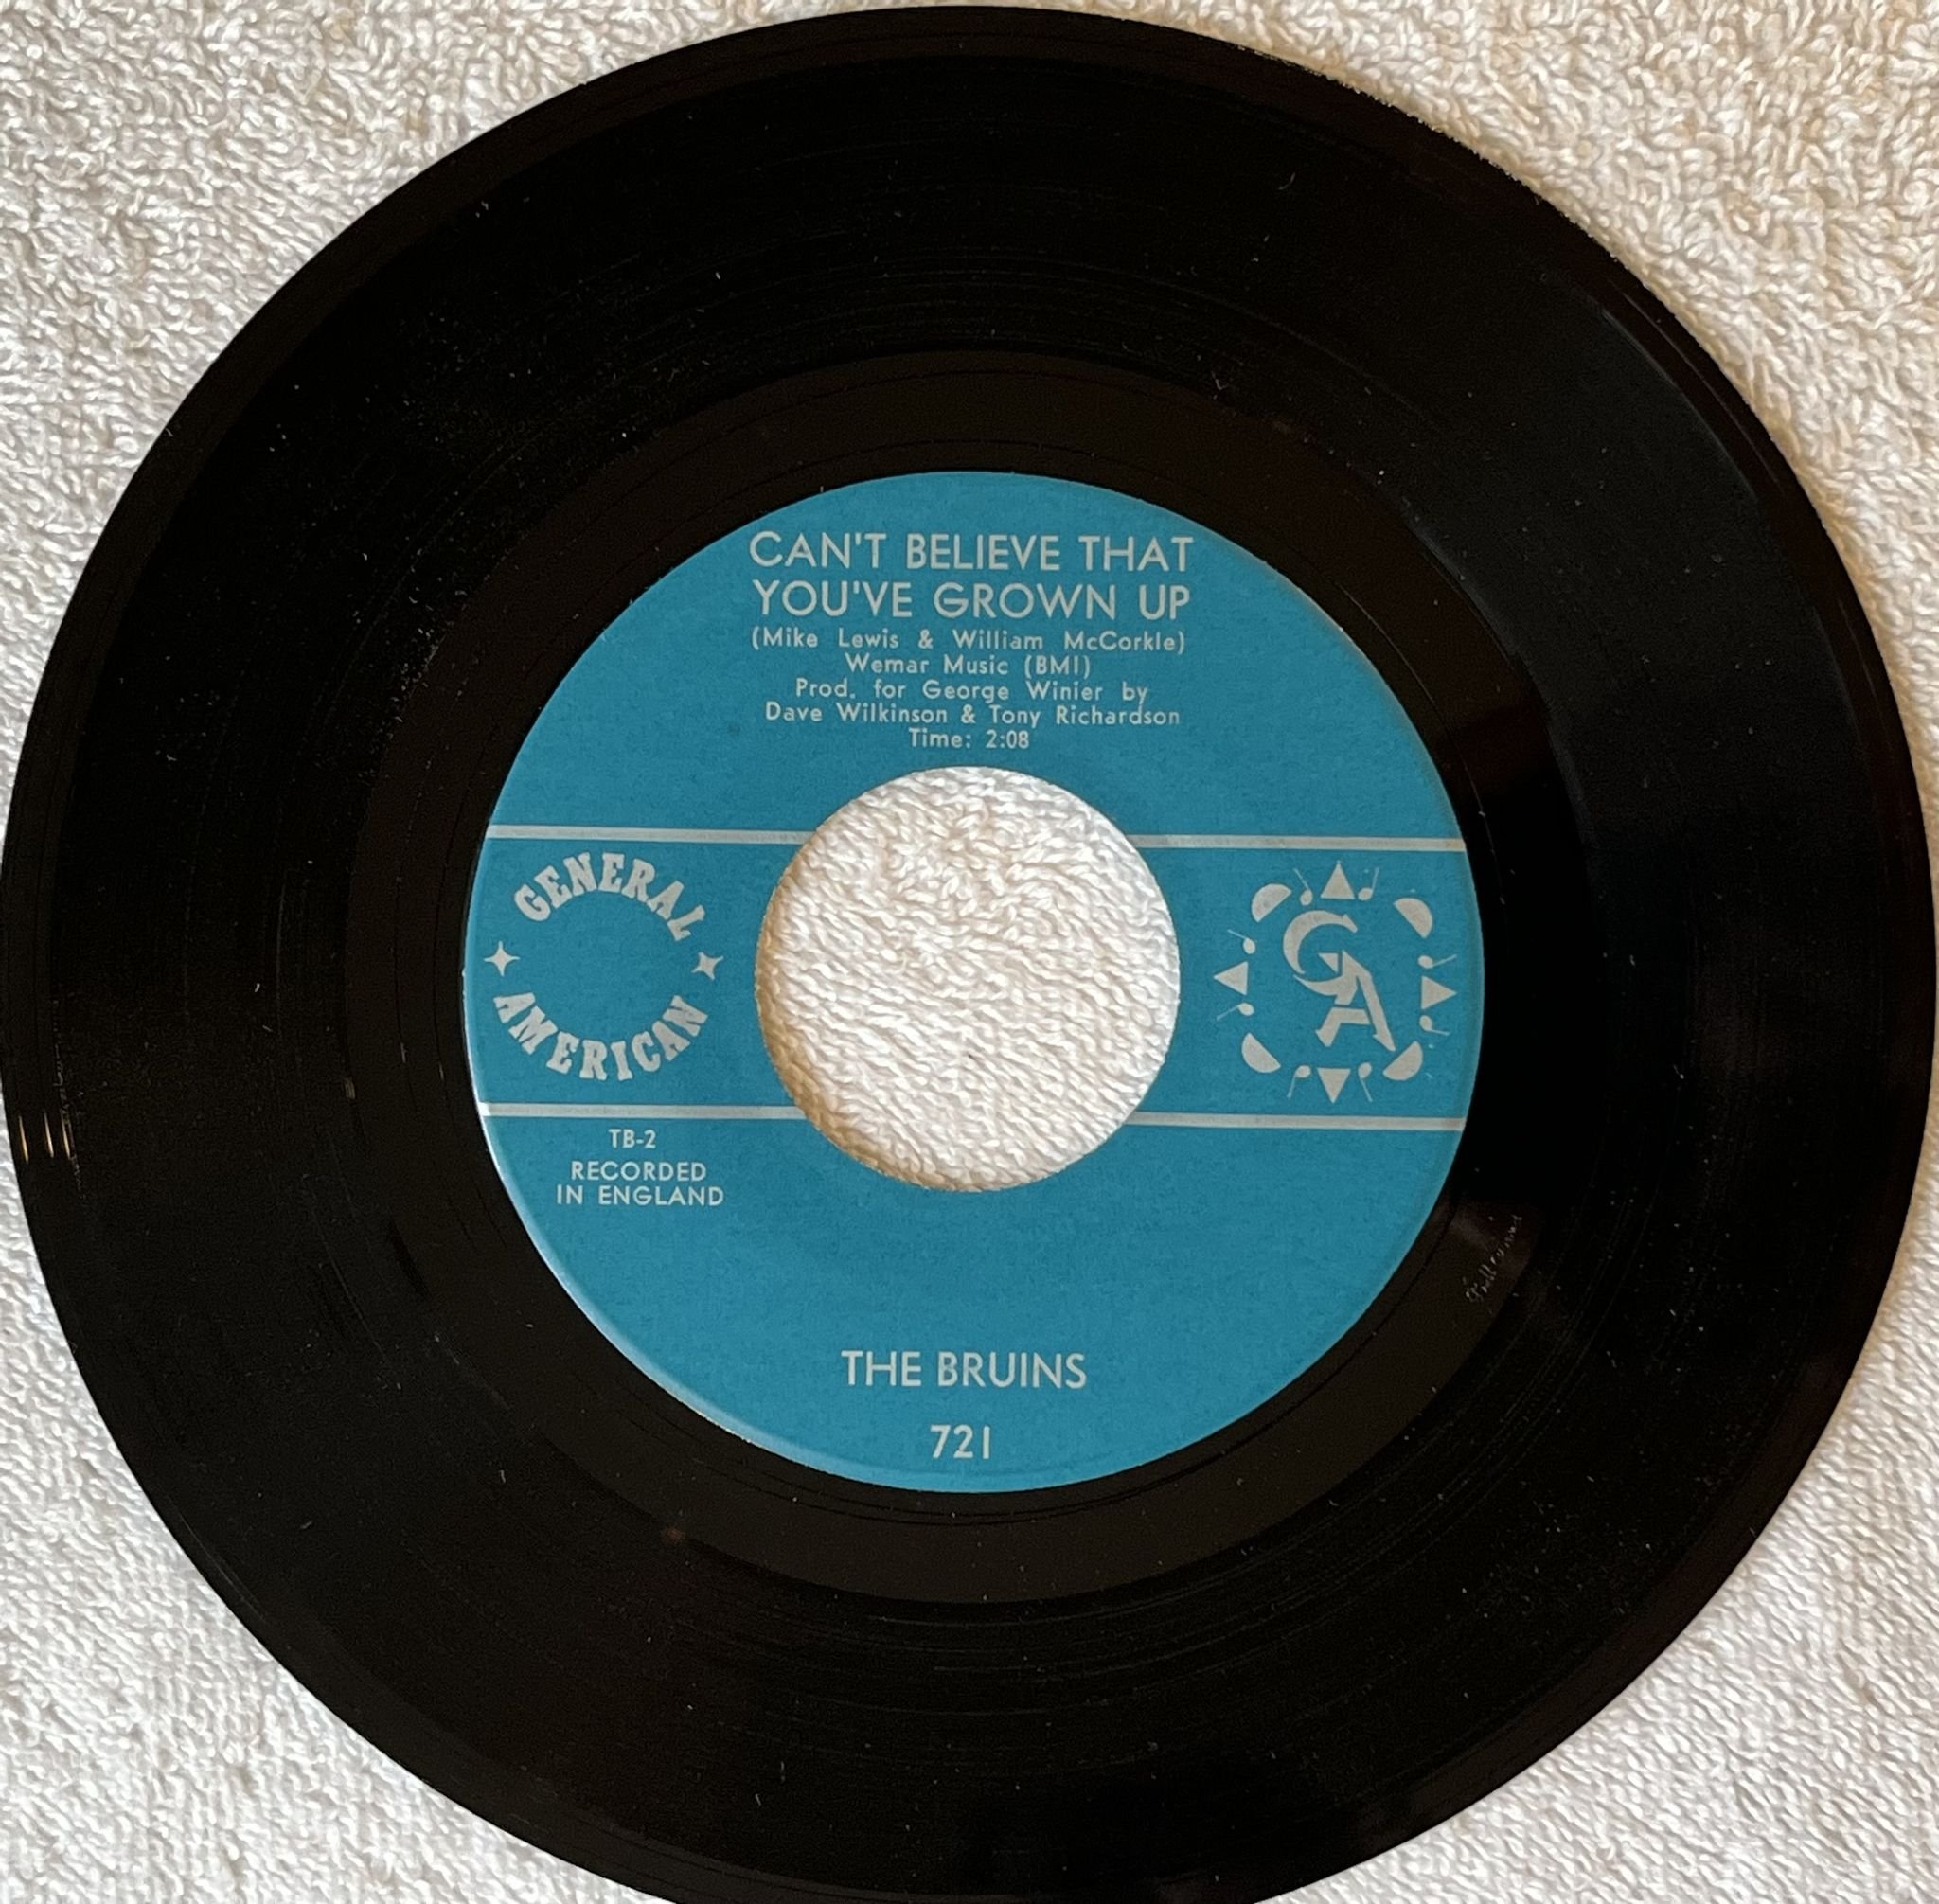 CAN'T BELIEVE THAT
YOU'VE GROWN UP
(Mike Lewis & William McCorkle)
Wemar Music (BMI)
Prod. for George Winier by
Dave Wilkinson & Tony Richardson
Time: 2:08
GENERAL
AMERICAN
GA
TB-2
RECORDED
IN ENGLAND
THE BRUINS
721